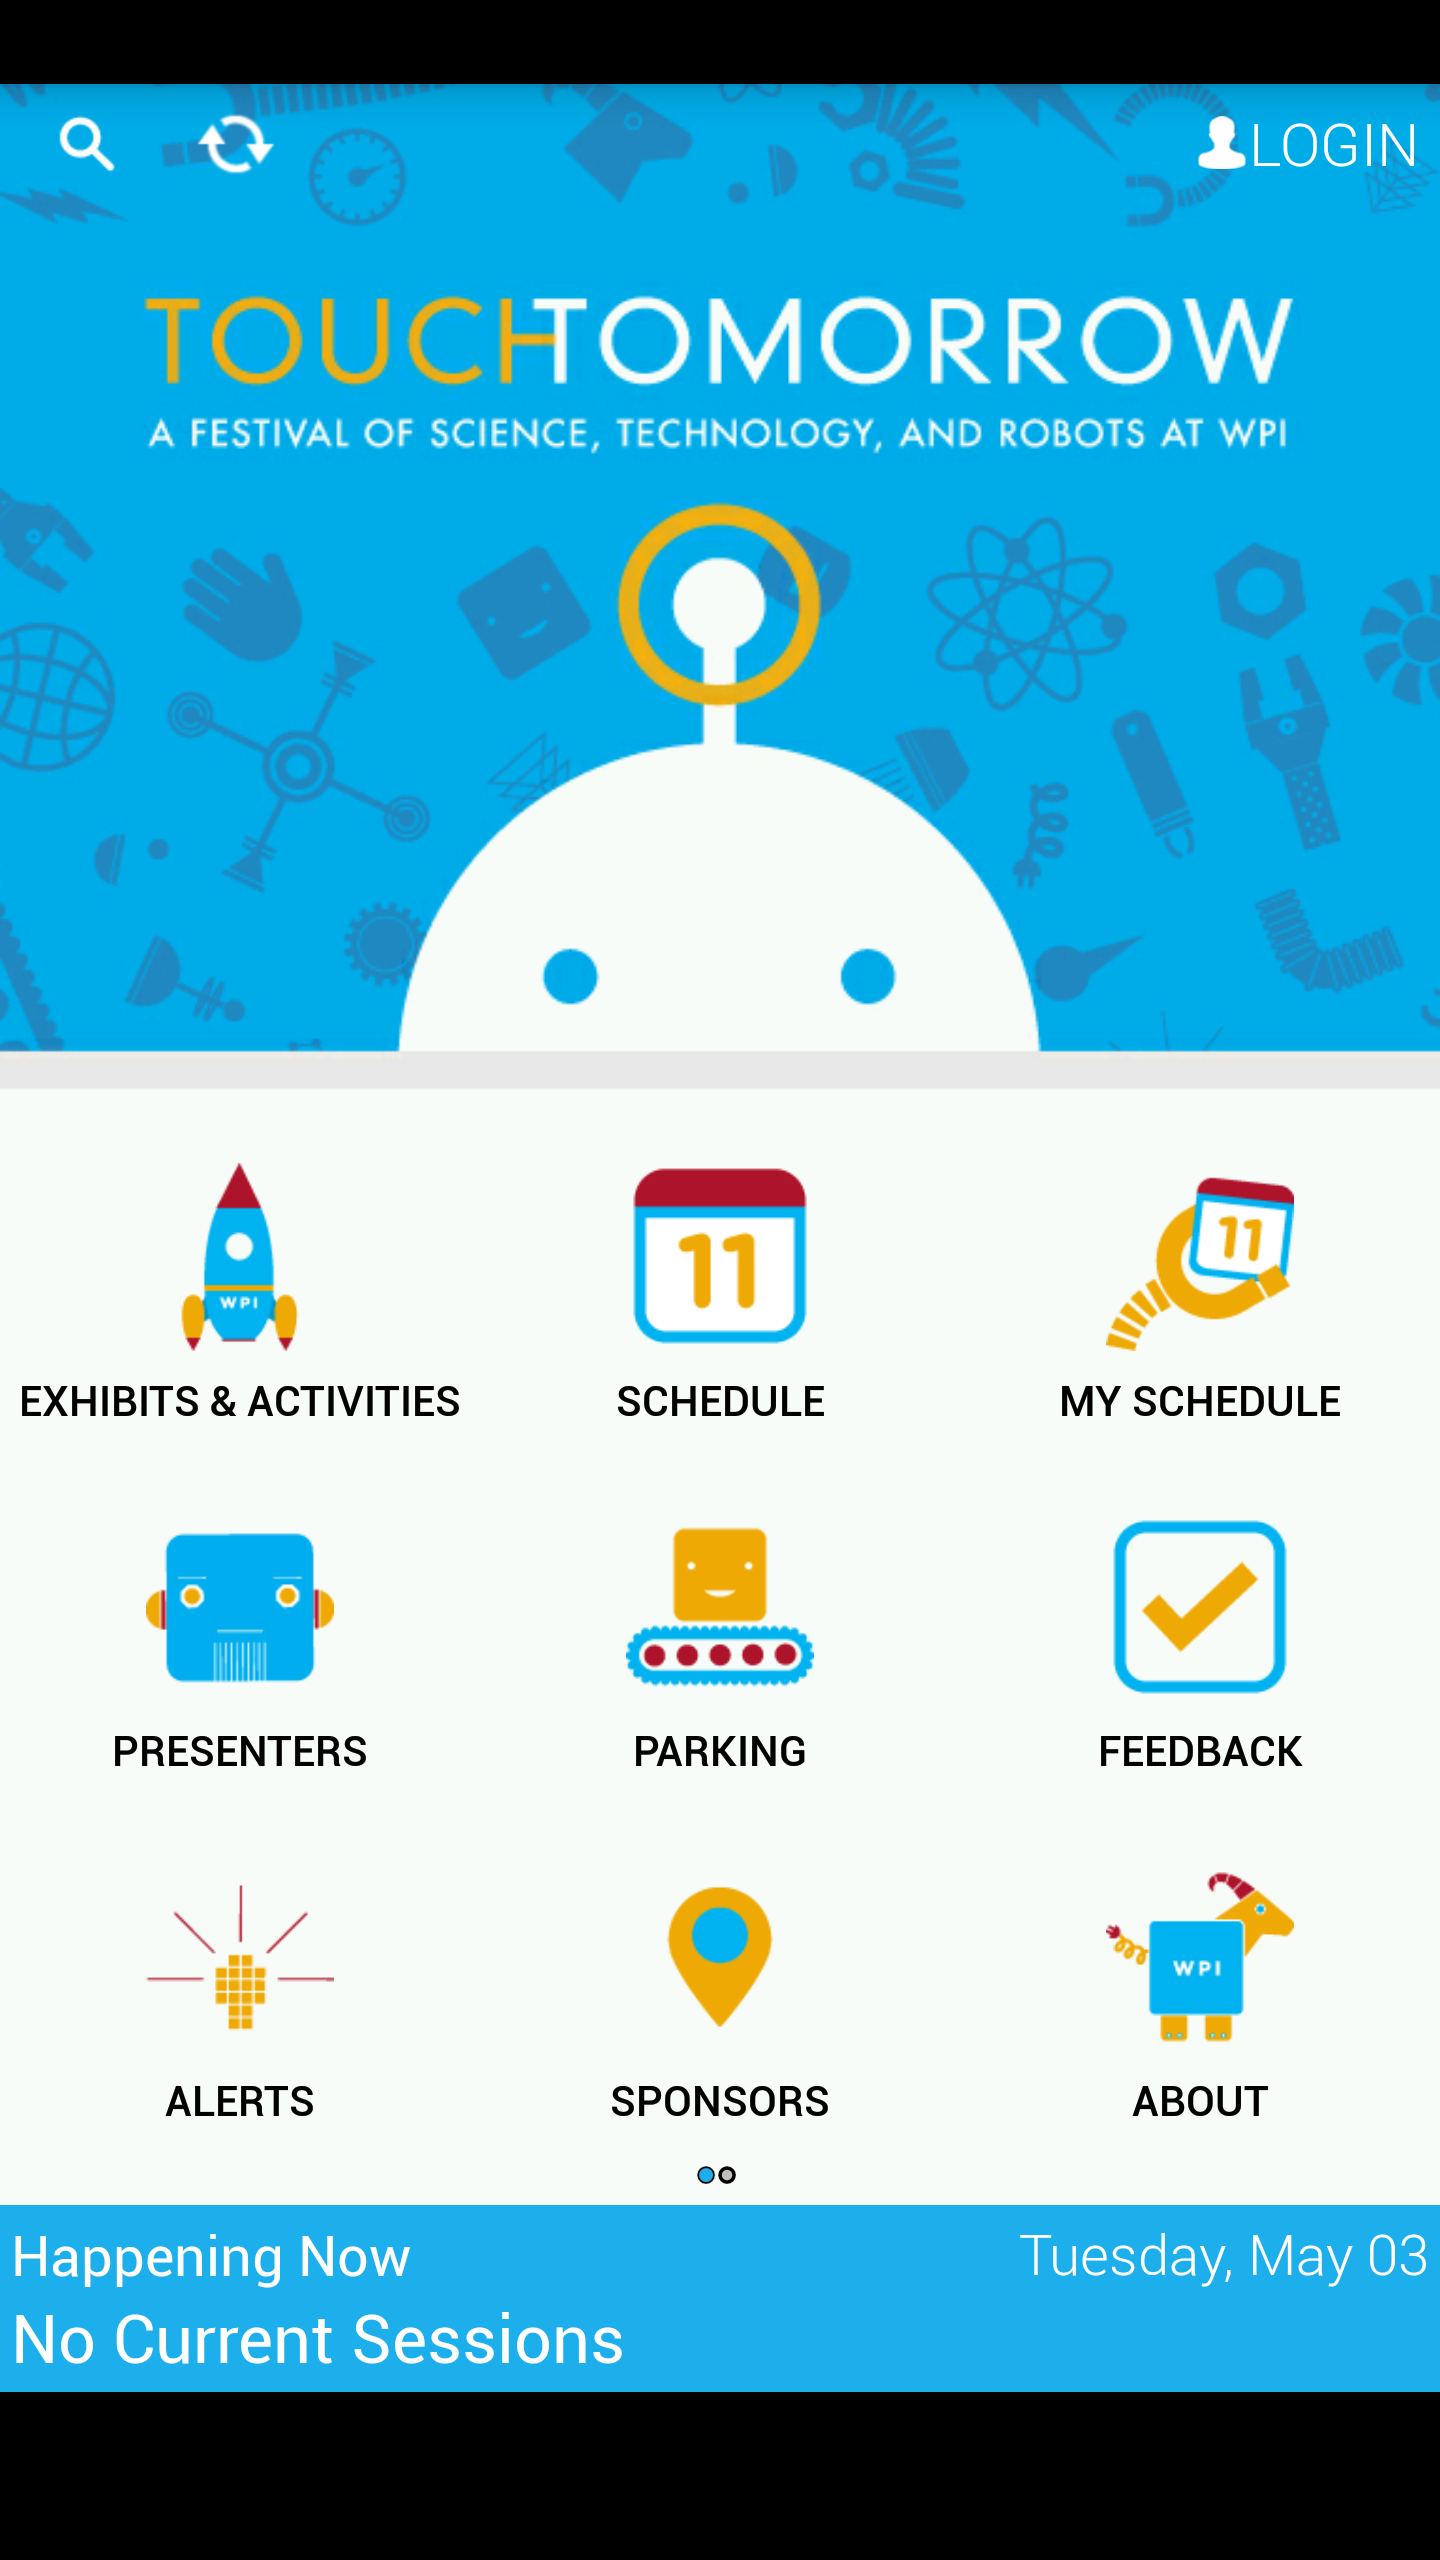 LOGIN
TOUCHTOMORROW
A FESTIVAL OF SCIENCE, TECHNOLOGY, AND ROBOTS AT WPI
WPI
11
11
EXHIBITS & ACTIVITIES
SCHEDULE
MY SCHEDULE
PRESENTERS
PARKING
FEEDBACK
WPI
ALERTS
SPONSORS
ABOUT
Happening Now
Tuesday, May 03
No Current Sessions